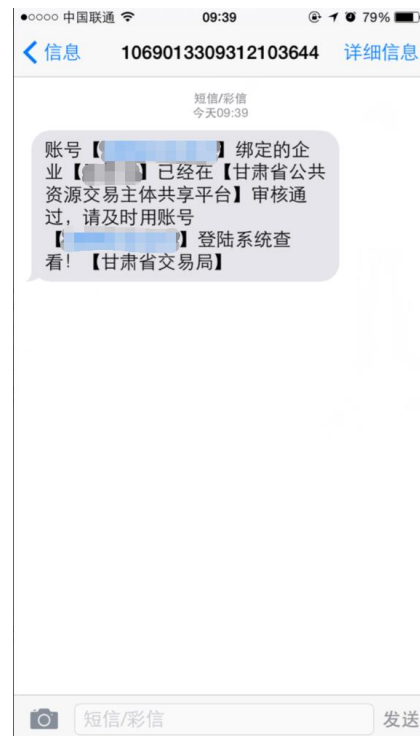 ●○○○○ 中国联通 09:39 79%
信息 1069013309312103644 详细信息
短信/彩信
今天09:39
账号【 】绑定的企
业【 】已经在【甘肃省公共
资源交易主体共享平台】审核通
过，请及时用账号
【 】登陆系统查
看！【甘肃省交易局】
短信/彩信 发送